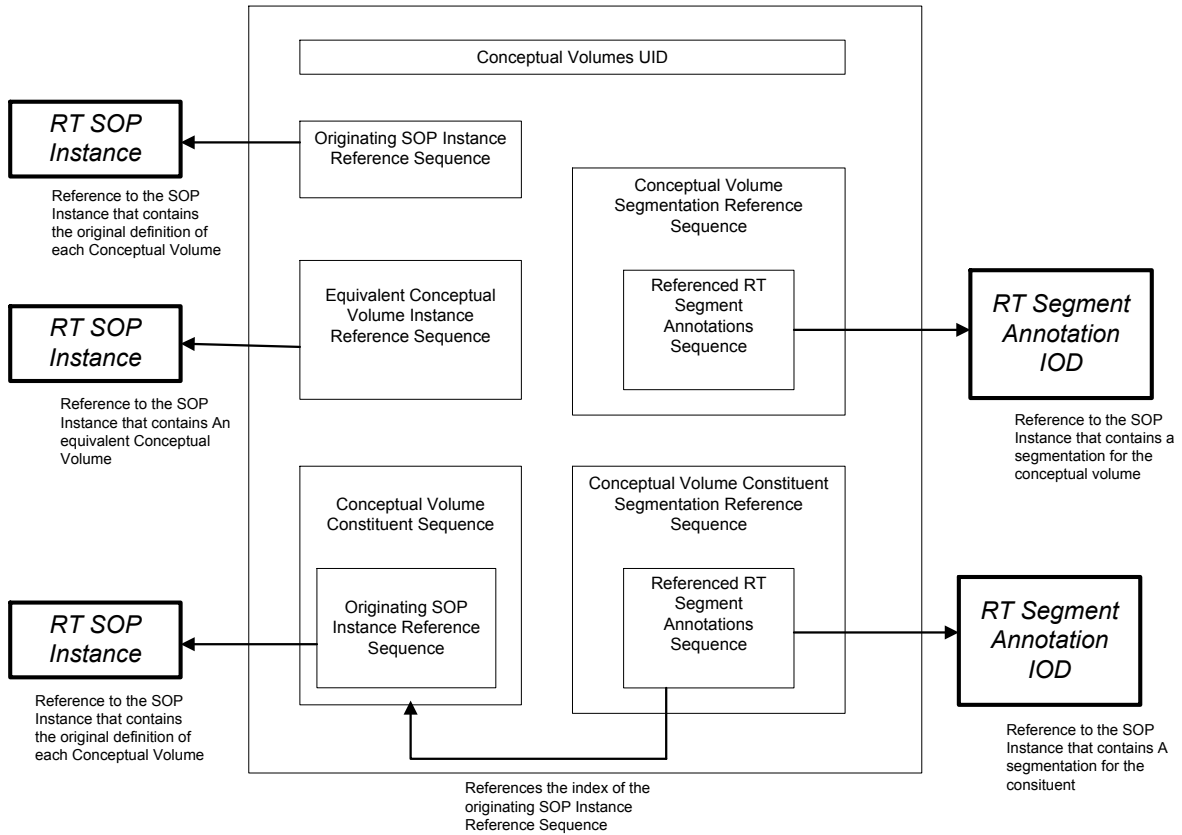 Conceptual Volumes UID
RT SOP
Instance
Reference to the SOP
Instance that contains
the original definition of
each Conceptual Volume
Originating SOP Instance
Reference Sequence
Conceptual Volume
Segmentation Reference
Sequence
Referenced RT
Segment
Annotations
Sequence
RT Segment
Annotation
IOD
Reference to the SOP
Instance that contains a
segmentation for the
conceptual volume
RT SOP
Instance
Reference to the SOP
Instance that contains An
equivalent Conceptual
Volume
Equivalent Conceptual
Volume Instance
Reference Sequence
Conceptual Volume
Constituent Sequence
Originating SOP
Instance Reference
Sequence
RT SOP
Instance
Reference to the SOP
Instance that contains
the original definition of
each Conceptual Volume
Conceptual Volume Constituent
Segmentation Reference
Sequence
Referenced RT
Segment
Annotations
Sequence
RT Segment
Annotation
IOD
Reference to the SOP
Instance that contains A
segmentation for the
consituent
References the index of the
originating SOP Instance
Reference Sequence